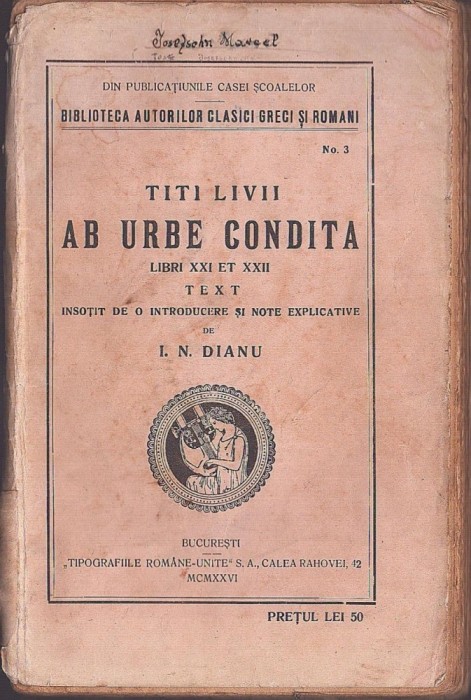 Josefsohn Marcel
DIN PUBLICAȚIUNILE CASEI ȘCOALELOR
BIBLIOTECA AUTORILOR CLASICI GRECI ȘI ROMANI
No. 3
TITI LIVII
AB URBE CONDITA
LIBRI XXI ET XXII
TEXT
INSOȚIT DE O INTRODUCERE ȘI NOTE EXPLICATIVE
DE
I. N. DIANU
BUCUREȘTI
„TIPOGRAFIILE ROMÂNE-UNITE“ S. A., CALEA RAHOVEI, 42
MCMXXVI
PREȚUL LEI 50